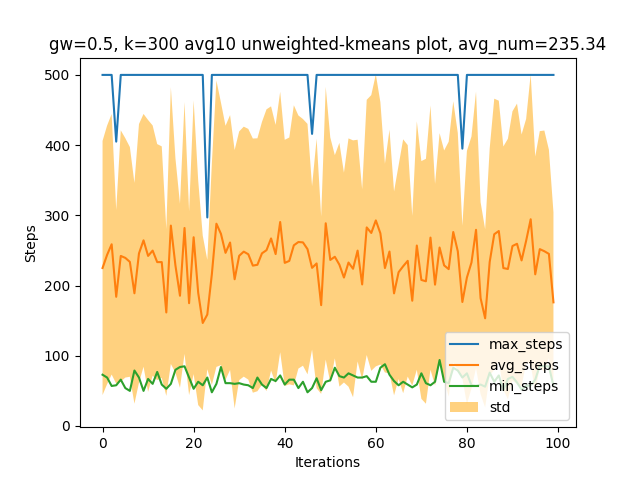 gw=0.5, k=300 avg10 unweighted-kmeans plot, avg_num=235.34
500
400
300
200
100
0
Steps
0
20
40
60
80
100
Iterations
max_steps
avg_steps
min_steps
std